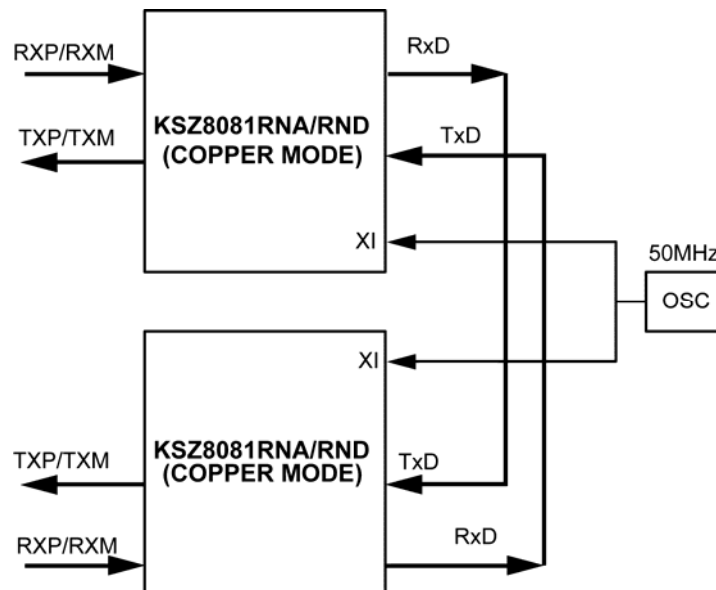 RXP/RXM
RxD
KSZ8081RNA/RND
(COPPER MODE)
TXP/TXM
TxD
XI
50MHz
OSC
XI
KSZ8081RNA/RND
(COPPER MODE)
TXP/TXM
TxD
RXP/RXM
RxD